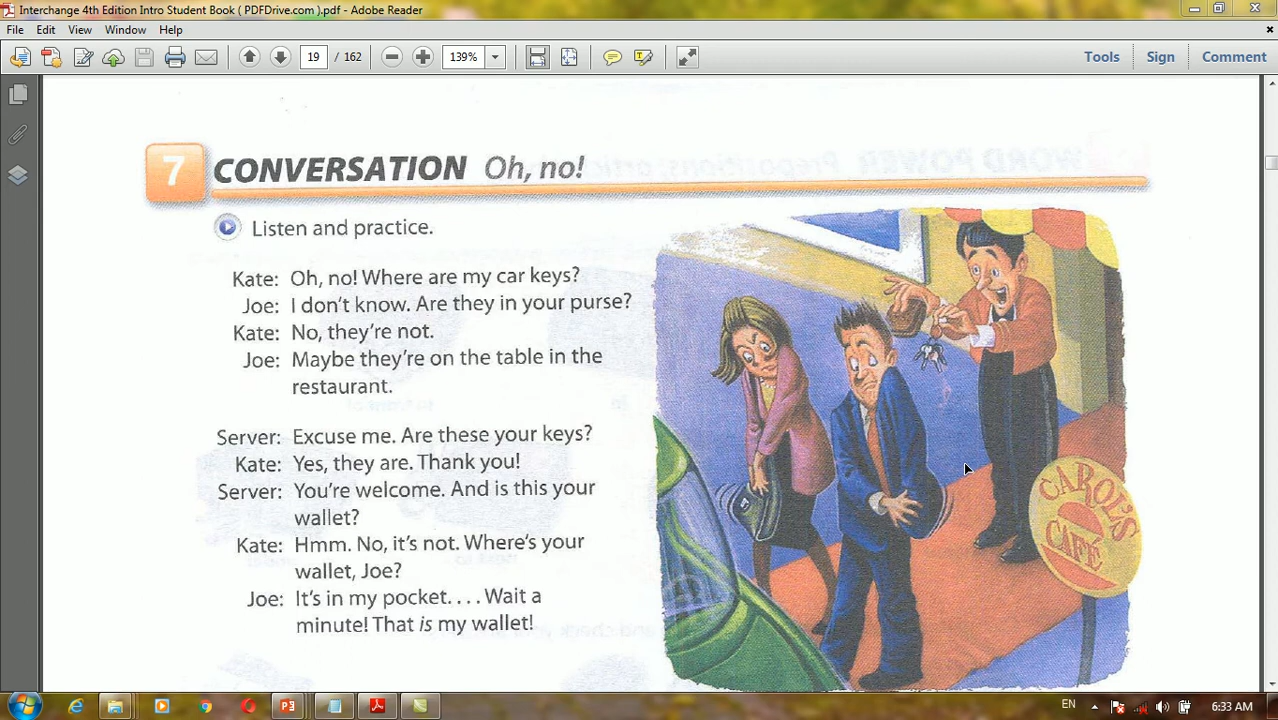 Interchange 4th Edition Intro Student Book ( PDFDrive.com ).pdf - Adobe Reader
File Edit View Window Help
19 / 162 139% Tools Sign Comment
7 CONVERSATION Oh, no!
Listen and practice.
Kate: Oh, no! Where are my car keys?
Joe: I don't know. Are they in your purse?
Kate: No, they're not.
Joe: Maybe they're on the table in the
restaurant.
Server: Excuse me. Are these your keys?
Kate: Yes, they are. Thank you!
Server: You're welcome. And is this your
wallet?
Kate: Hmm. No, it's not. Where's your
wallet, Joe?
Joe: It's in my pocket. . . . Wait a
minute! That is my wallet!
CAROL'S
CAFÉ
EN 6:33 AM